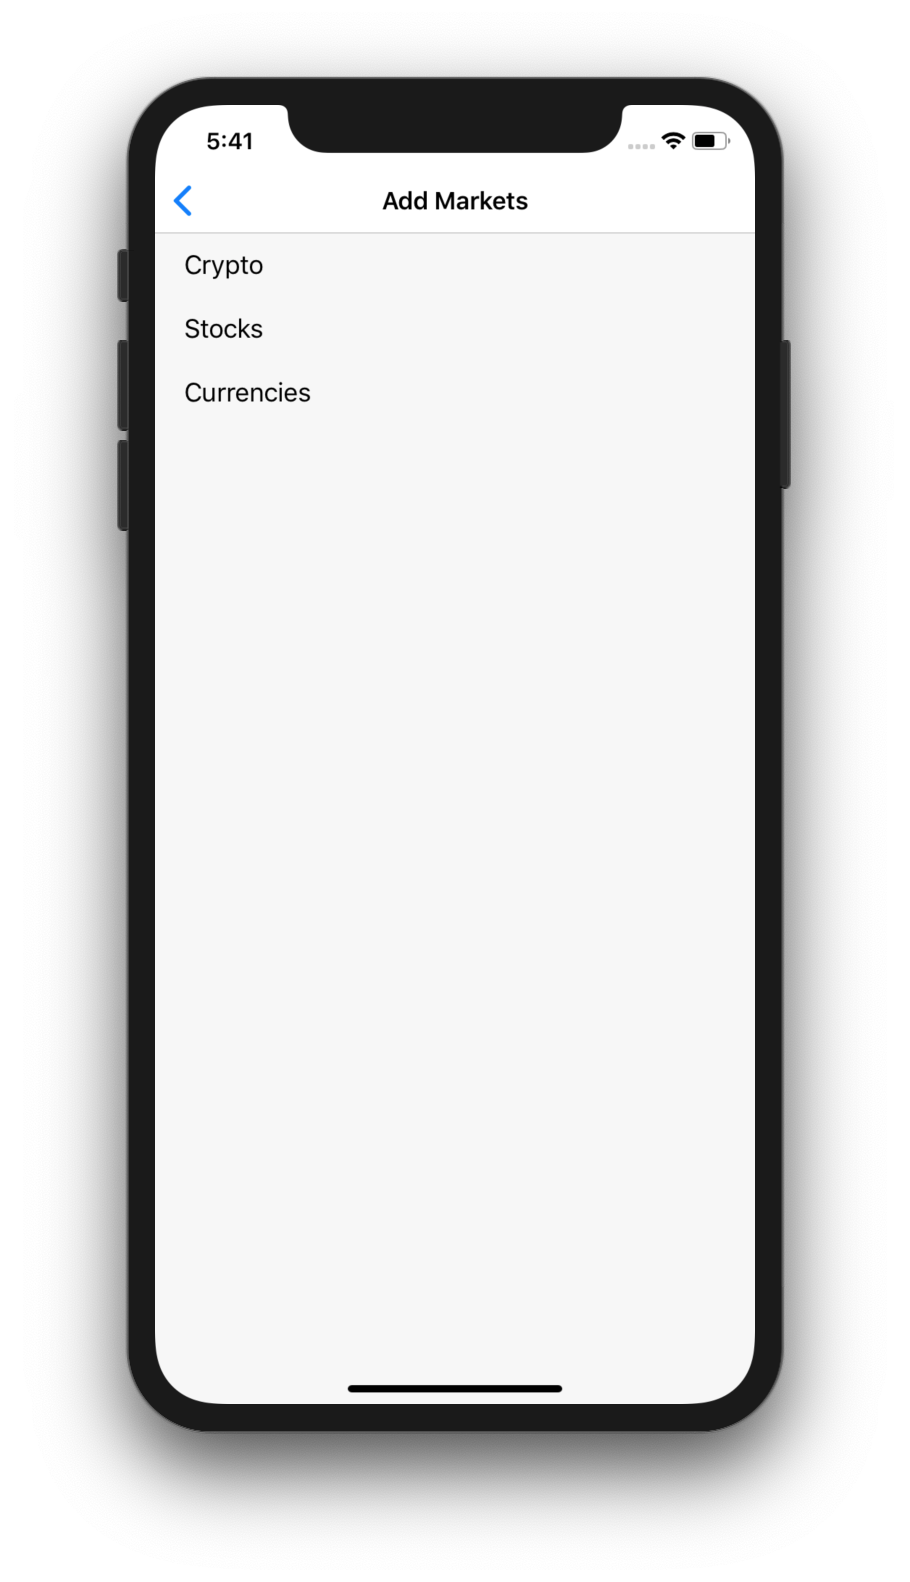 5:41
Add Markets
Crypto
Stocks
Currencies